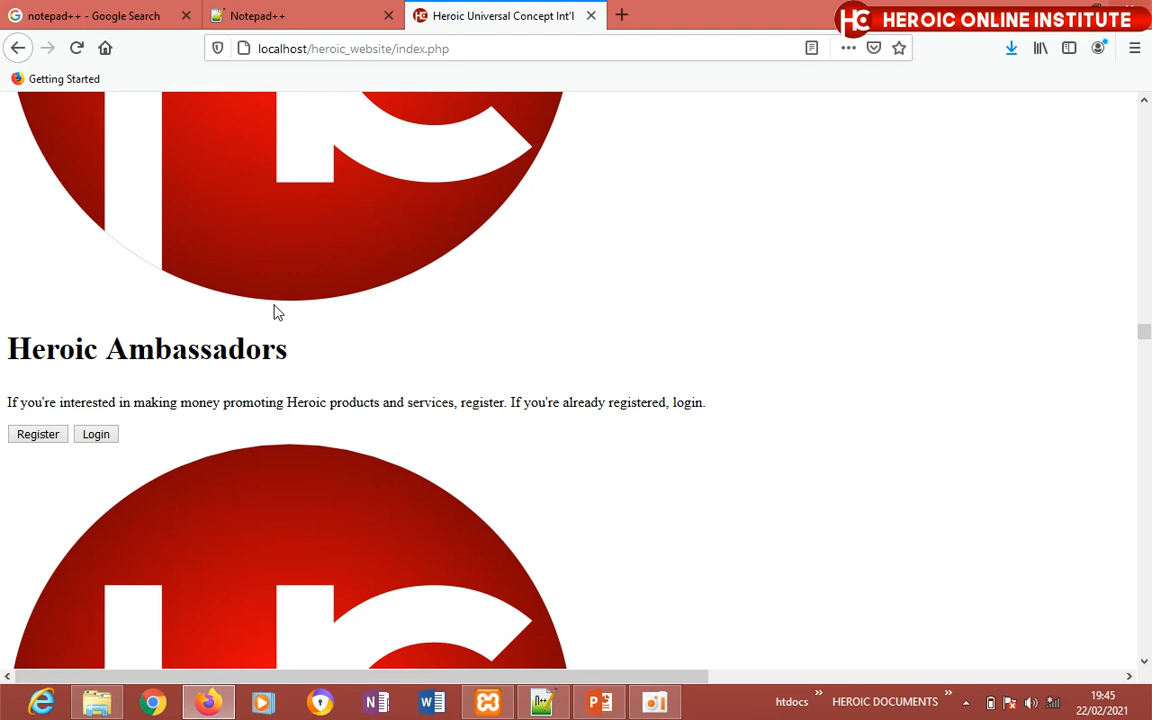 notepad++ - Google Search
Notepad++
Heroic Universal Concept Int'l
HC HEROIC ONLINE INSTITUTE
localhost/heroic_website/index.php
Getting Started
Heroic Ambassadors
If you're interested in making money promoting Heroic products and services, register. If you're already registered, login.
Register Login
htdocs
HEROIC DOCUMENTS
19:45
22/02/2021